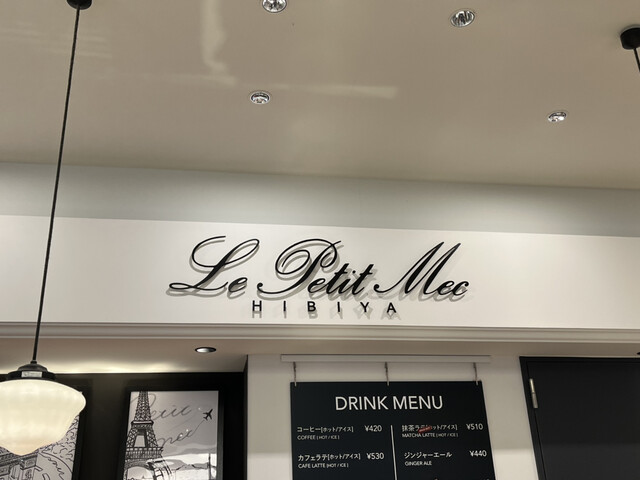 Le Petit Mec
HIBIYA
DRINK MENU
コーヒー[ホット/アイス] ¥420
COFFEE [HOT / ICE]
カフェラテ[ホット/アイス] ¥530
CAFE LATTE [HOT / ICE]
抹茶ラテ[ホット/アイス] ¥510
MATCHA LATTE [HOT / ICE]
ジンジャーエール ¥440
GINGER ALE